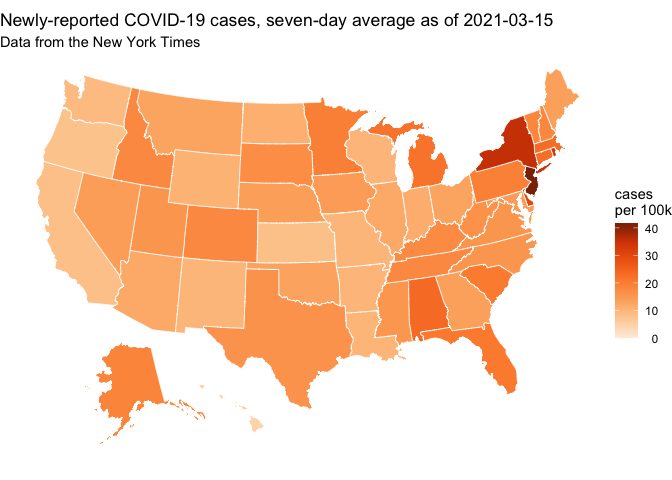 Newly-reported COVID-19 cases, seven-day average as of 2021-03-15
Data from the New York Times
cases
per 100k
40
30
20
10
0